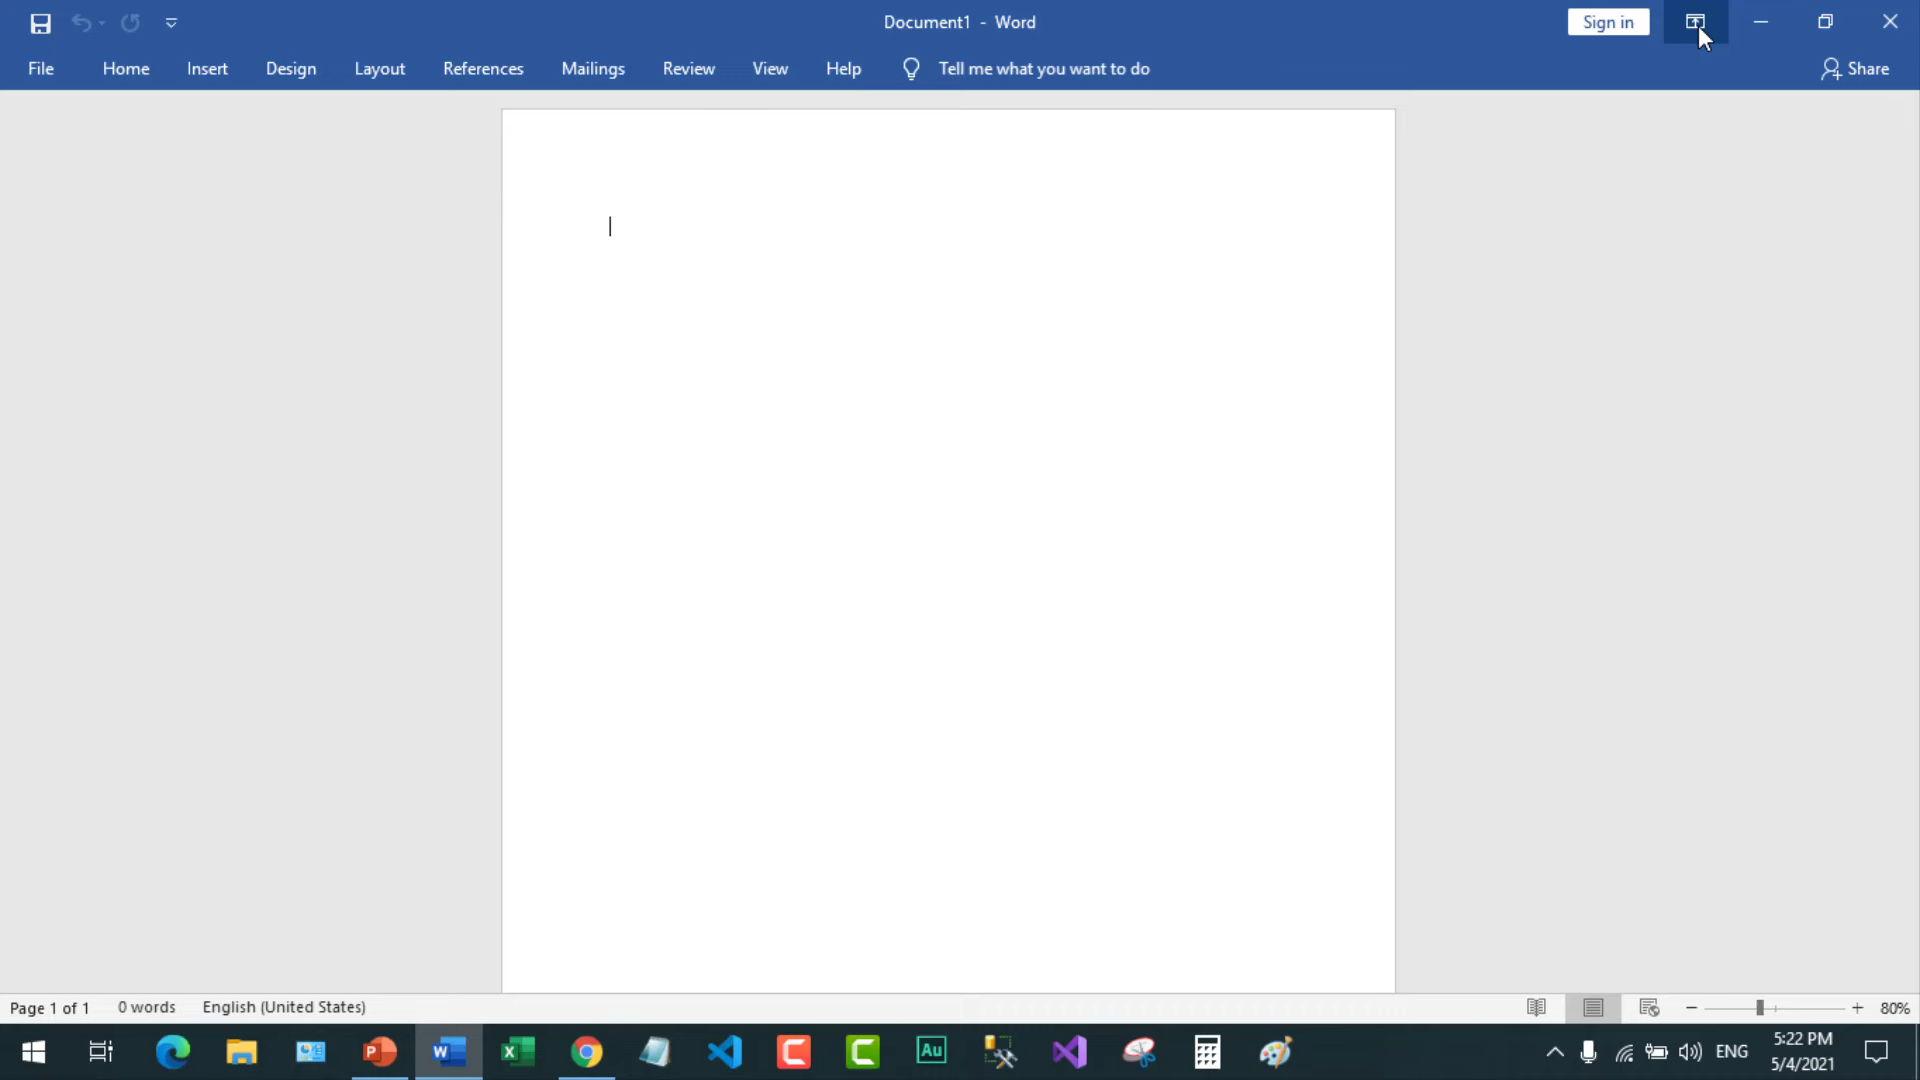 Document1 - Word
Sign in
File Home Insert Design Layout References Mailings Review View Help Tell me what you want to do Share
Page 1 of 1 0 words English (United States) 80%
P W X Au ENG 5:22 PM
5/4/2021